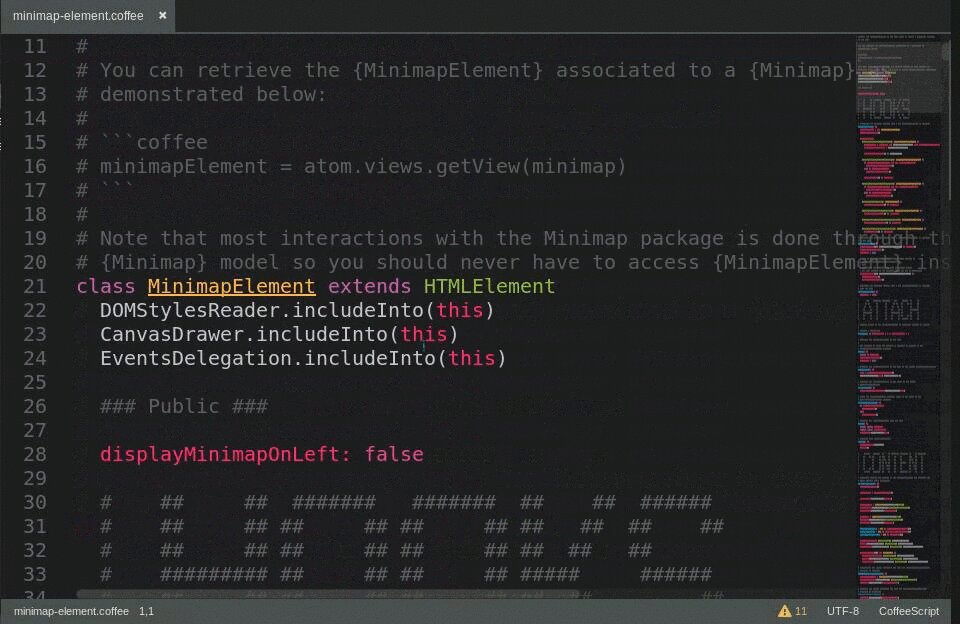 minimap-element.coffee ×
11 #
12 # You can retrieve the {MinimapElement} associated to a {Minimap}
13 # demonstrated below:
14 #
15 # ```coffee
16 # minimapElement = atom.views.getView(minimap)
17 # ```
18 #
19 # Note that most interactions with the Minimap package is done through th
20 # {Minimap} model so you should never have to access {MinimapElement} ins
21 class MinimapElement extends HTMLElement
22   DOMStylesReader.includeInto(this)
23   CanvasDrawer.includeInto(this)
24   EventsDelegation.includeInto(this)
25
26   ### Public ###
27
28   displayMinimapOnLeft: false
29
30   #    ##     ##  #######   #######  ##    ##  ######
31   #    ##     ## ##     ## ##     ## ##   ##  ##    ##
32   #    ##     ## ##     ## ##     ## ##  ##   ##
33   #    ######### ##     ## ##     ## #####     ######
34
HOOKS
ATTACH
CONTENT
minimap-element.coffee 1,1 11 UTF-8 CoffeeScript